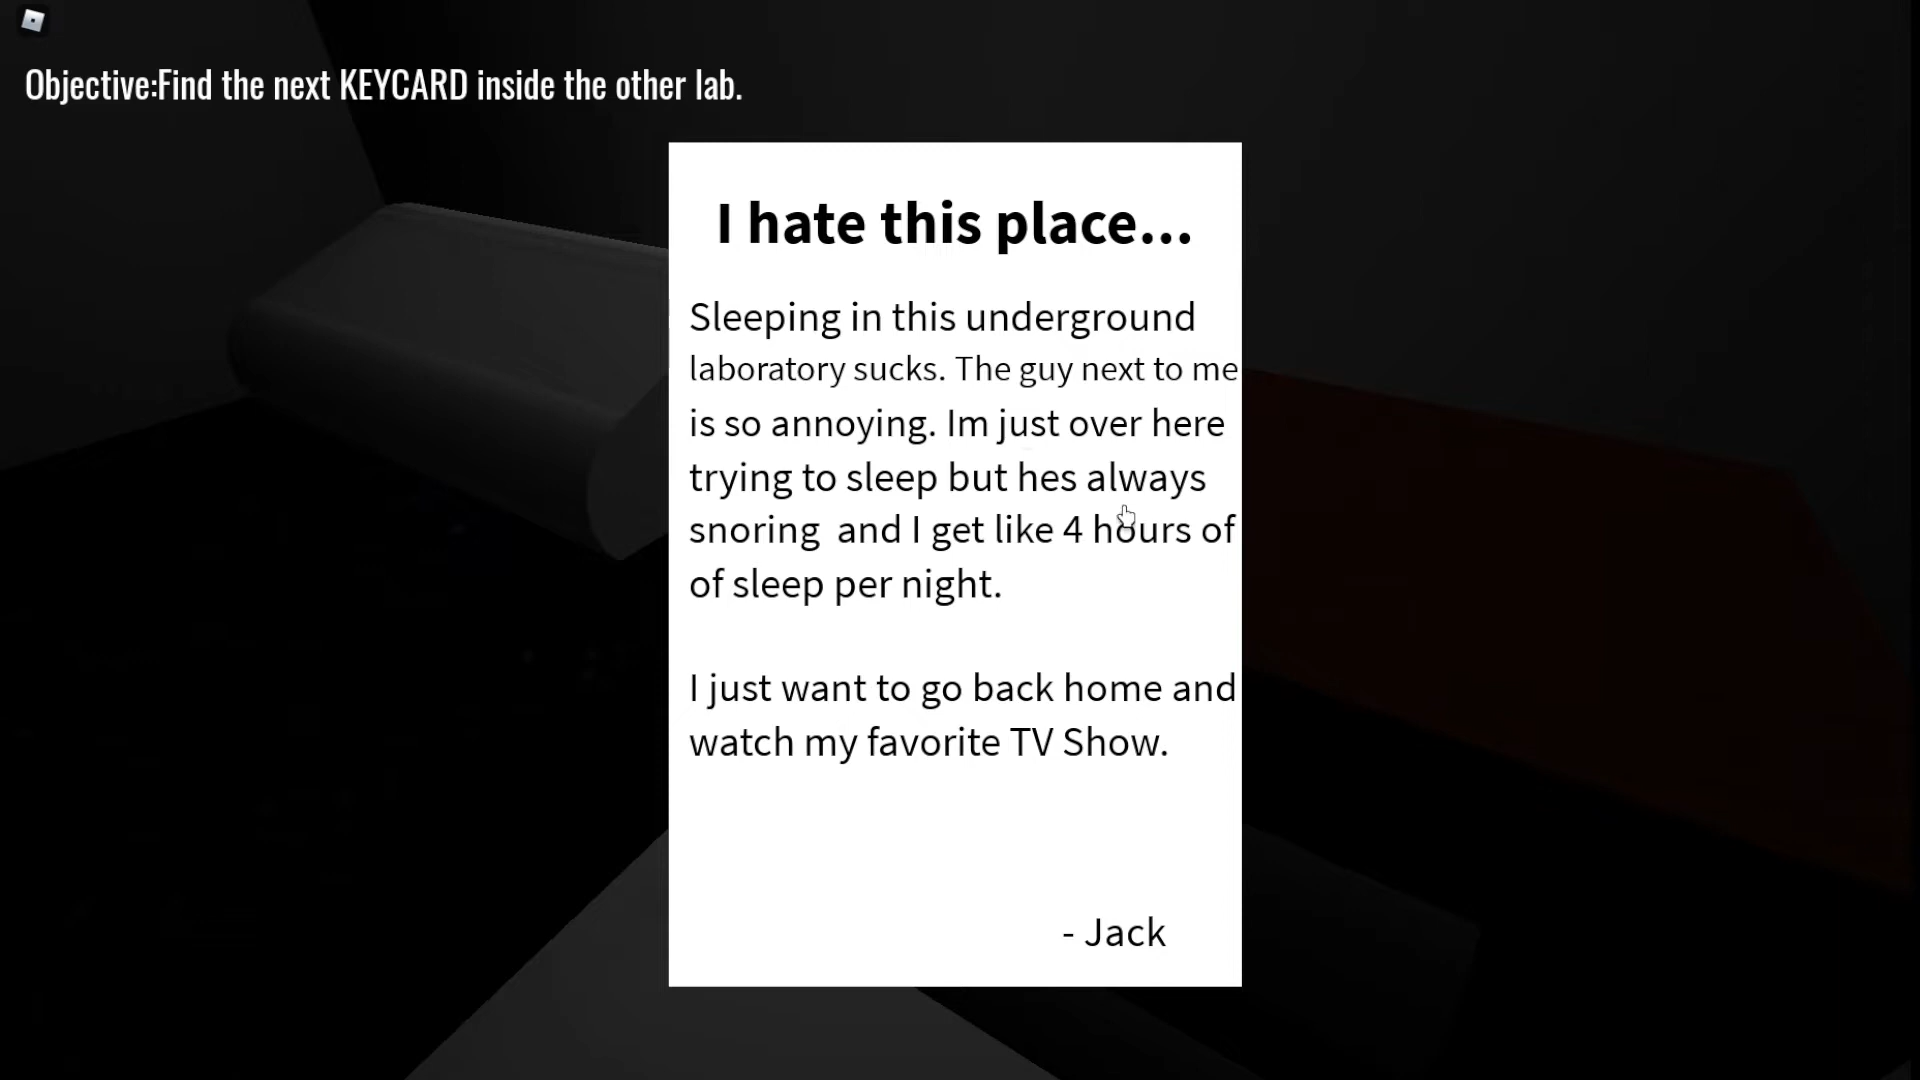 Objective:Find the next KEYCARD inside the other lab.
I hate this place...
Sleeping in this underground
laboratory sucks. The guy next to me
is so annoying. Im just over here
trying to sleep but hes always
snoring  and I get like 4 hours of
of sleep per night.
I just want to go back home and
watch my favorite TV Show.
- Jack